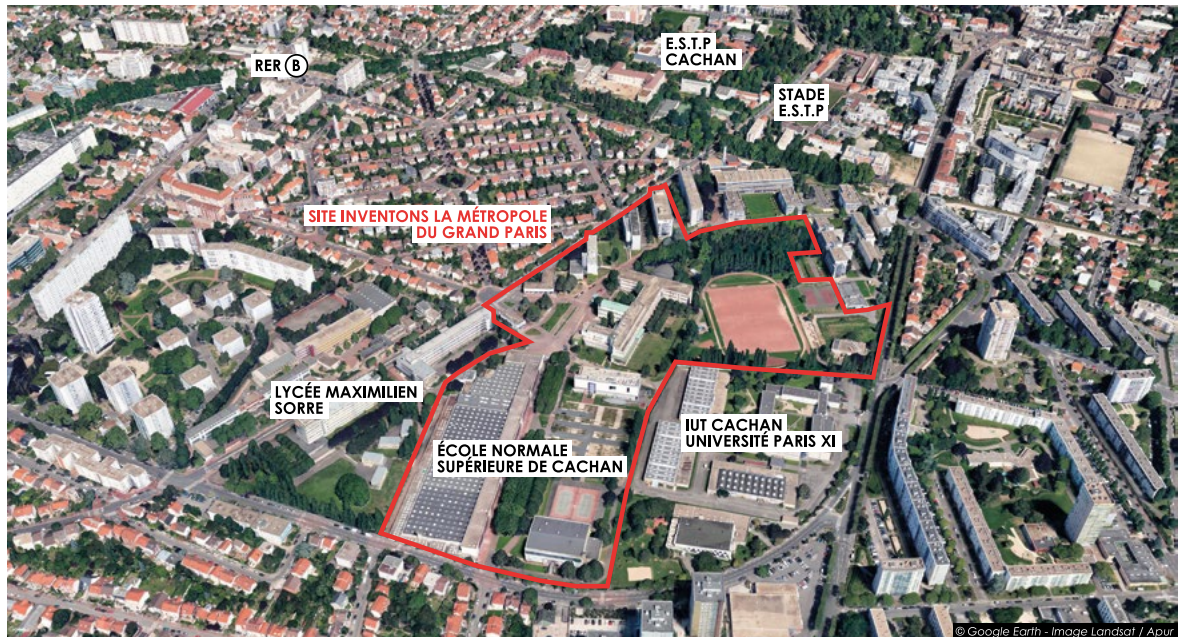 E.S.T.P
CACHAN
RER B
STADE
E.S.T.P
SITE INVENTONS LA MÉTROPOLE
DU GRAND PARIS
LYCÉE MAXIMILIEN
SORRE
IUT CACHAN
UNIVERSITÉ PARIS XI
ÉCOLE NORMALE
SUPÉRIEURE DE CACHAN
© Google Earth - Image Landsat / Apur